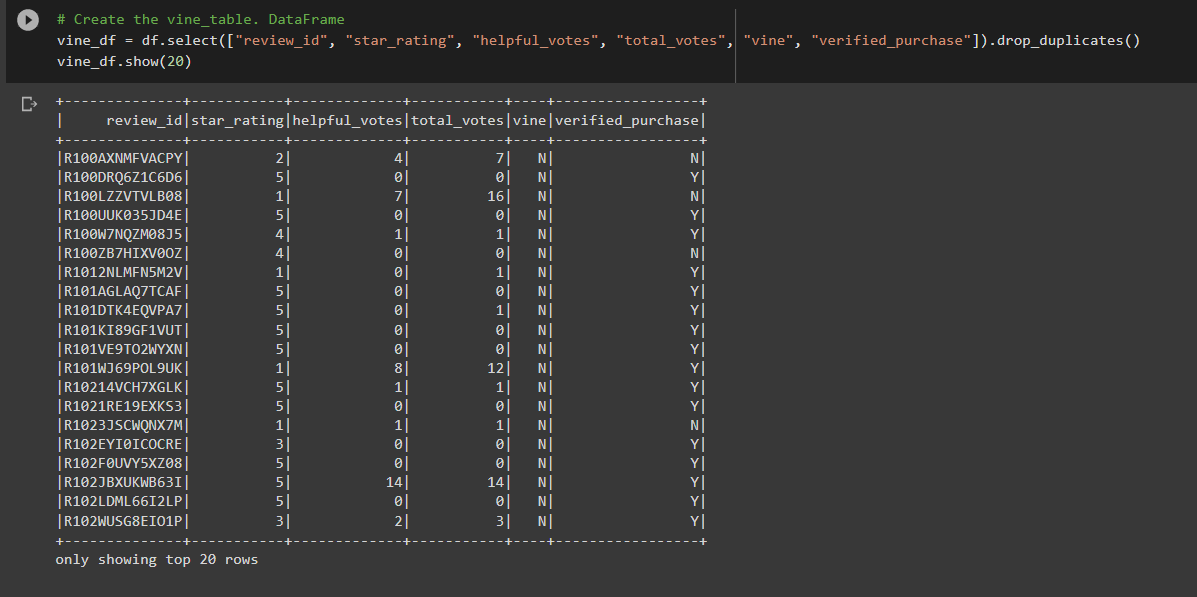 # Create the vine_table. DataFrame
vine_df = df.select(["review_id", "star_rating", "helpful_votes", "total_votes", "vine", "verified_purchase"]).drop_duplicates()
vine_df.show(20)
+--------------+-----------+-------------+-----------+----+-----------------+
|     review_id|star_rating|helpful_votes|total_votes|vine|verified_purchase|
+--------------+-----------+-------------+-----------+----+-----------------+
|R100AXNMFVACPY|          2|            4|          7|   N|                N|
|R100DRQ6Z1C6D6|          5|            0|          0|   N|                Y|
|R100LZZVTVLB08|          1|            7|         16|   N|                N|
|R100UUK035JD4E|          5|            0|          0|   N|                Y|
|R100W7NQZM08J5|          4|            1|          1|   N|                Y|
|R100ZB7HIXV0OZ|          4|            0|          0|   N|                N|
|R1012NLMFN5M2V|          1|            0|          1|   N|                Y|
|R101AGLAQ7TCAF|          5|            0|          0|   N|                Y|
|R101DTK4EQVPA7|          5|            0|          1|   N|                Y|
|R101KI89GF1VUT|          5|            0|          0|   N|                Y|
|R101VE9TO2WYXN|          5|            0|          0|   N|                Y|
|R101WJ69POL9UK|          1|            8|         12|   N|                Y|
|R10214VCH7XGLK|          5|            1|          1|   N|                Y|
|R1021RE19EXKS3|          5|            0|          0|   N|                Y|
|R1023JSCWQNX7M|          1|            1|          1|   N|                N|
|R102EYI0ICOCRE|          3|            0|          0|   N|                Y|
|R102F0UVY5XZ08|          5|            0|          0|   N|                Y|
|R102JBXUKWB63I|          5|           14|         14|   N|                Y|
|R102LDML66I2LP|          5|            0|          0|   N|                Y|
|R102WUSG8EIO1P|          3|            2|          3|   N|                Y|
+--------------+-----------+-------------+-----------+----+-----------------+
only showing top 20 rows